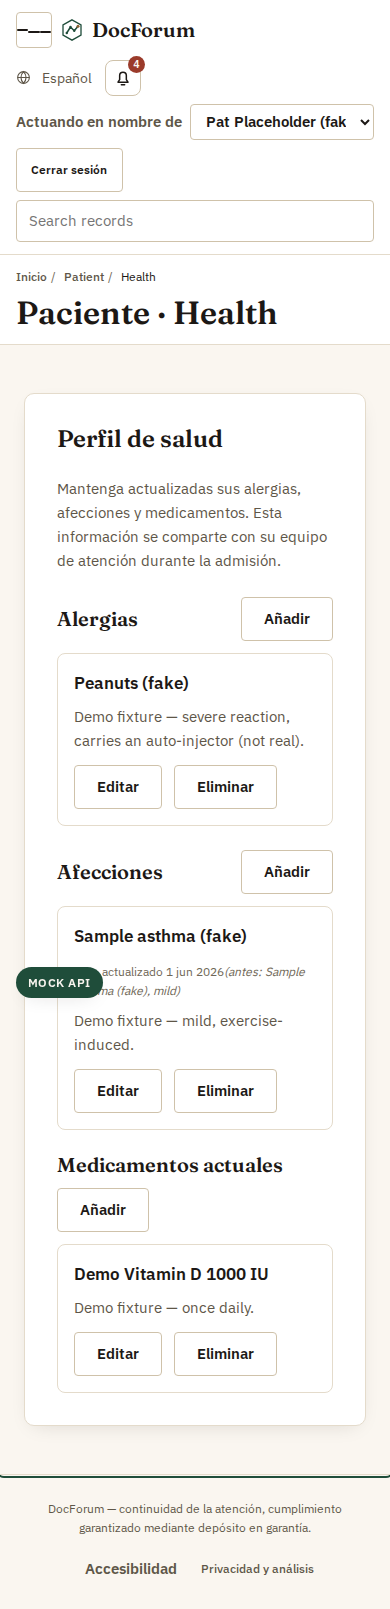 DocForum
Español
4
Actuando en nombre de
Pat Placeholder (fak
Cerrar sesión
Search records
Inicio / Patient / Health
Paciente · Health
Perfil de salud
Mantenga actualizadas sus alergias,
afecciones y medicamentos. Esta
información se comparte con su equipo
de atención durante la admisión.
Alergias
Añadir
Peanuts (fake)
Demo fixture — severe reaction,
carries an auto-injector (not real).
Editar
Eliminar
Afecciones
Añadir
Sample asthma (fake)
actualizado 1 jun 2026(antes: Sample
(fake), mild)
MOCK API
Demo fixture — mild, exercise-
induced.
Editar
Eliminar
Medicamentos actuales
Añadir
Demo Vitamin D 1000 IU
Demo fixture — once daily.
Editar
Eliminar
DocForum — continuidad de la atención, cumplimiento
garantizado mediante depósito en garantía.
Accesibilidad
Privacidad y análisis